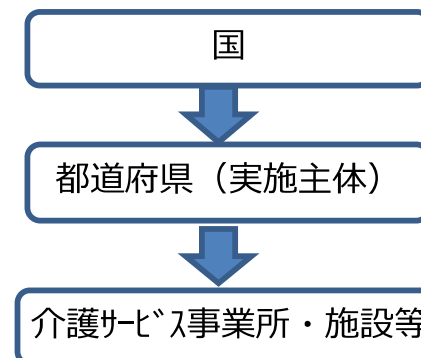 国
都道府県（実施主体）
介護ｻｰﾋﾞｽ事業所・施設等